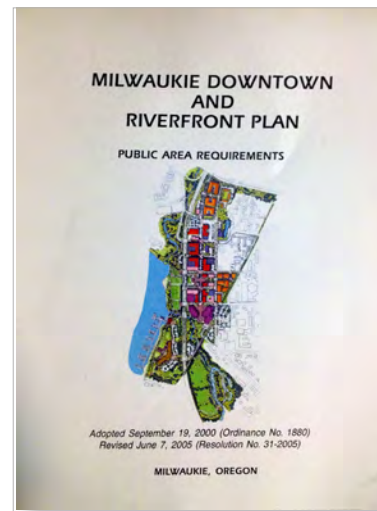 MILWAUKIE DOWNTOWN
AND
RIVERFRONT PLAN
PUBLIC AREA REQUIREMENTS
Adopted September 19, 2000 (Ordinance No. 1880)
Revised June 7, 2005 (Resolution No. 31-2005)
MILWAUKIE, OREGON